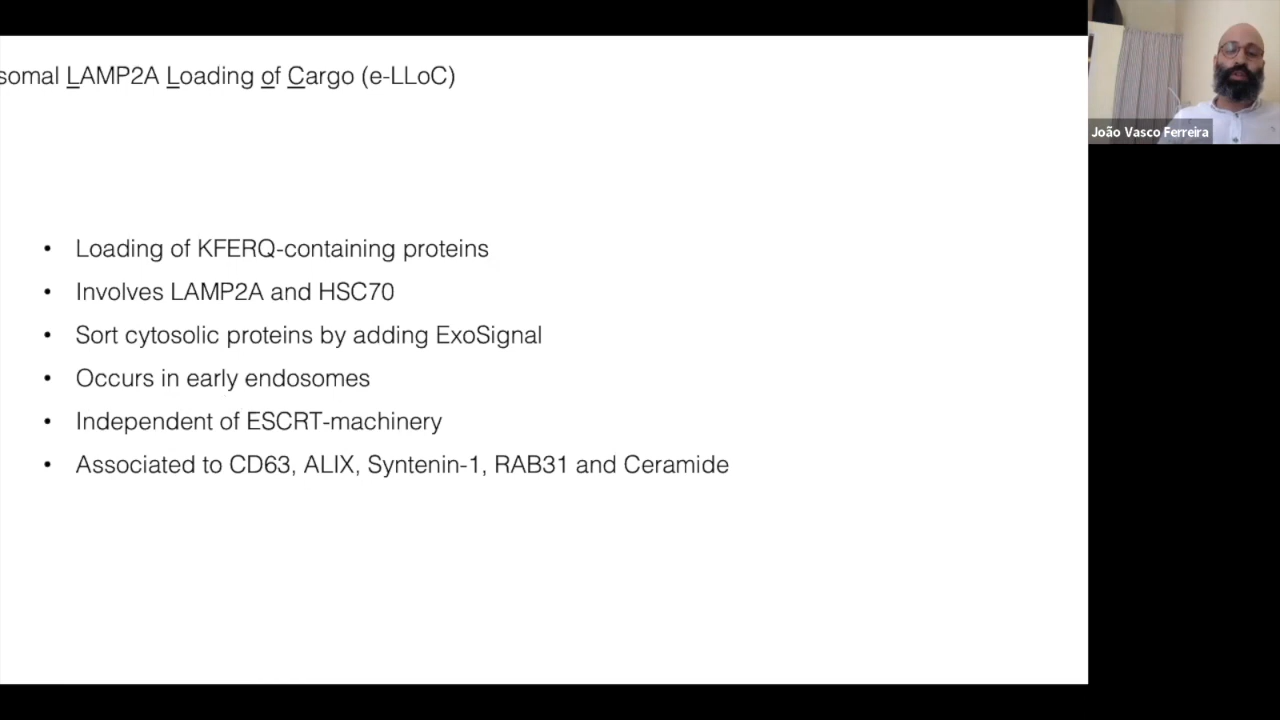 somal LAMP2A Loading of Cargo (e-LLoC)
João Vasco Ferreira
• Loading of KFERQ-containing proteins
• Involves LAMP2A and HSC70
• Sort cytosolic proteins by adding ExoSignal
• Occurs in early endosomes
• Independent of ESCRT-machinery
• Associated to CD63, ALIX, Syntenin-1, RAB31 and Ceramide